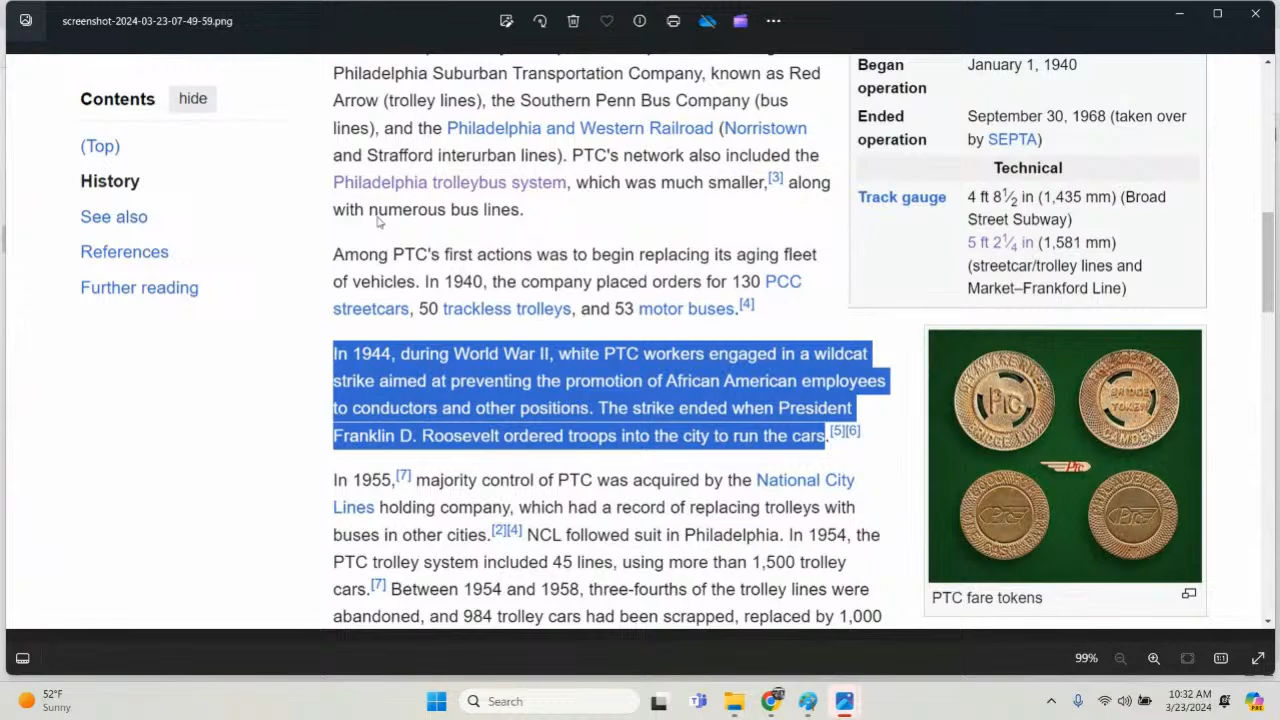 screenshot-2024-03-23-07-49-59.png
Contents
hide
(Top)
History
See also
References
Further reading
Philadelphia Suburban Transportation Company, known as Red
Arrow (trolley lines), the Southern Penn Bus Company (bus
lines), and the Philadelphia and Western Railroad (Norristown
and Strafford interurban lines). PTC's network also included the
Philadelphia trolleybus system, which was much smaller,[3] along
with numerous bus lines.
Among PTC's first actions was to begin replacing its aging fleet
of vehicles. In 1940, the company placed orders for 130 PCC
streetcars, 50 trackless trolleys, and 53 motor buses.[4]
In 1944, during World War II, white PTC workers engaged in a wildcat
strike aimed at preventing the promotion of African American employees
to conductors and other positions. The strike ended when President
Franklin D. Roosevelt ordered troops into the city to run the cars.[5][6]
In 1955,[7] majority control of PTC was acquired by the National City
Lines holding company, which had a record of replacing trolleys with
buses in other cities.[2][4] NCL followed suit in Philadelphia. In 1954, the
PTC trolley system included 45 lines, using more than 1,500 trolley
cars.[7] Between 1954 and 1958, three-fourths of the trolley lines were
abandoned, and 984 trolley cars had been scrapped, replaced by 1,000
Began operation
January 1, 1940
Ended operation
September 30, 1968 (taken over
by SEPTA)
Technical
Track gauge
4 ft 8 1⁄2 in (1,435 mm) (Broad
Street Subway)
5 ft 2 1⁄4 in (1,581 mm)
(streetcar/trolley lines and
Market–Frankford Line)
PTC
BRIDGE
TOKEN
CAMDEN
PTC
PTC
PTC
PTC fare tokens
99%
1:1
52°F
Sunny
Search
10:32 AM
3/23/2024